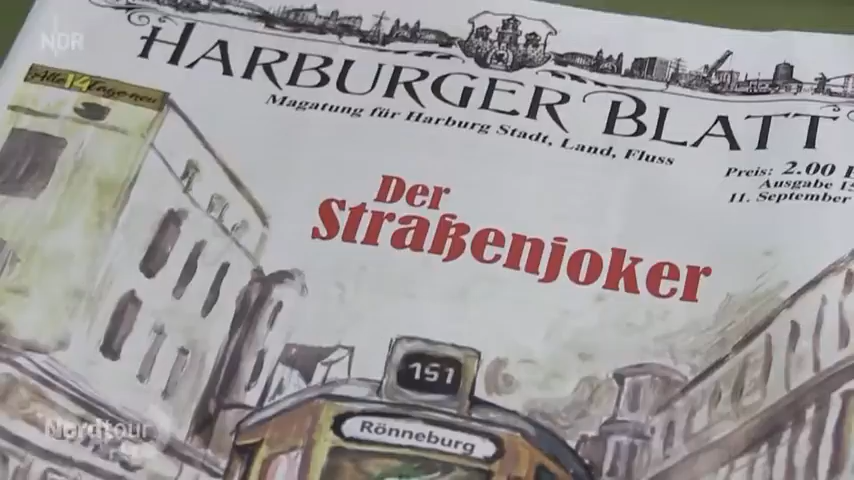 NDR
HARBURGER BLATT
Alle 14 Tage neu
Magatung für Harburg Stadt, Land, Fluss
Preis: 2.00
Ausgabe
11. September
Der
Straßenjoker
151
Rönneburg
Nordtour